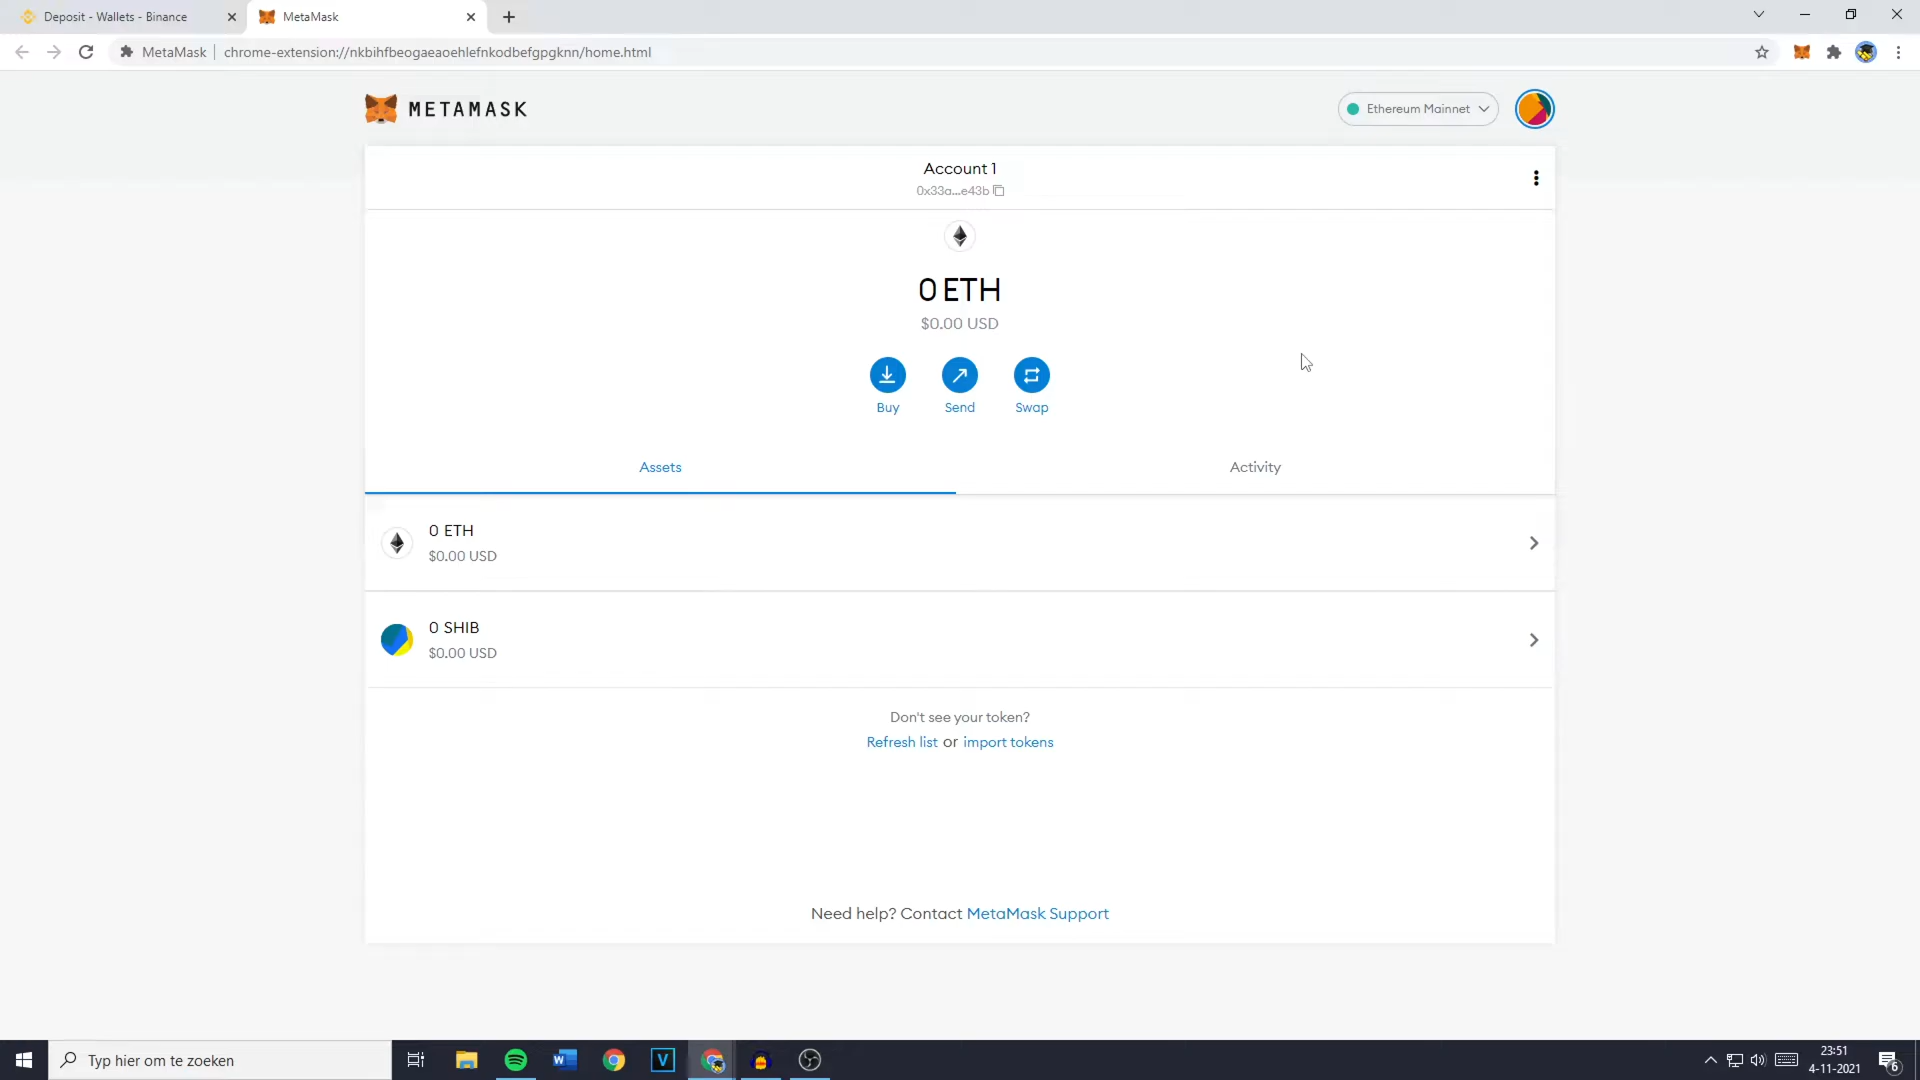 Deposit - Wallets - Binance
MetaMask
MetaMask
chrome-extension://nkbihfbeogaeaoehlefnkodbefgpgknn/home.html
METAMASK
Ethereum Mainnet
Account 1
0x33a...e43b
0 ETH
$0.00 USD
Buy
Send
Swap
Assets
Activity
0 ETH
$0.00 USD
0 SHIB
$0.00 USD
Don't see your token?
Refresh list or import tokens
Need help? Contact MetaMask Support
Typ hier om te zoeken
W
V
23:51
4-11-2021
6